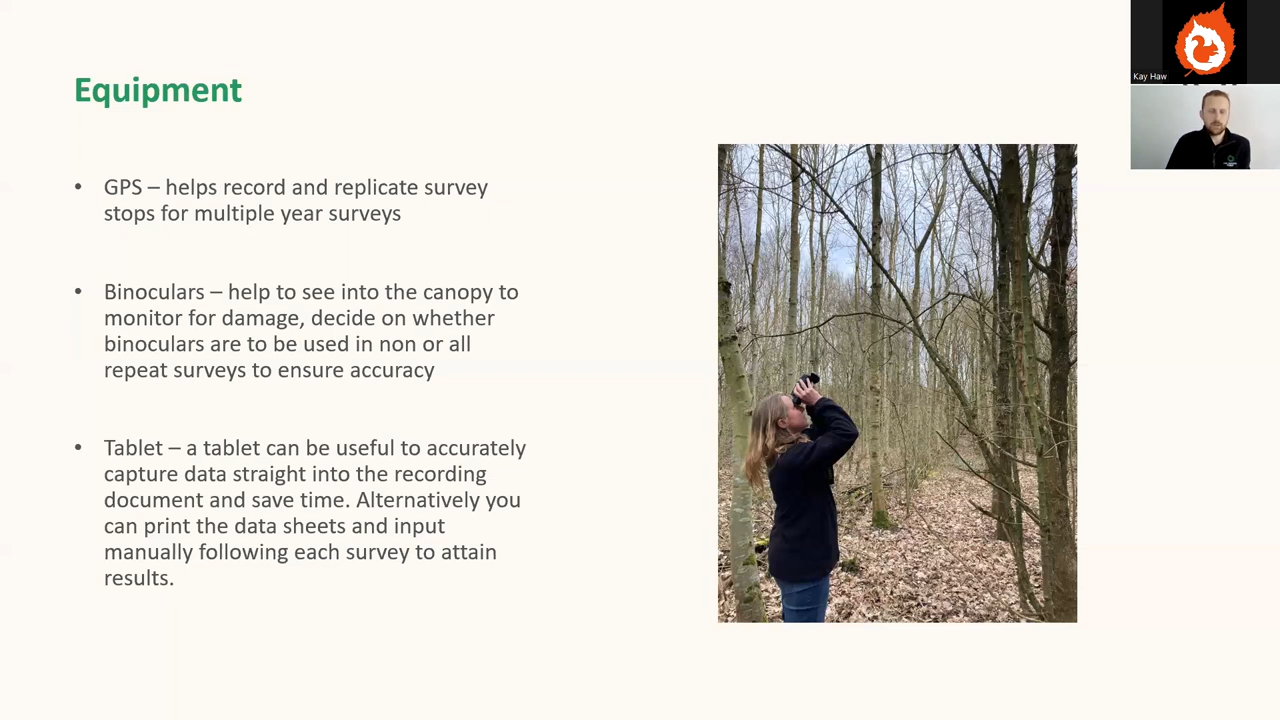 Equipment
• GPS – helps record and replicate survey
stops for multiple year surveys
• Binoculars – help to see into the canopy to
monitor for damage, decide on whether
binoculars are to be used in non or all
repeat surveys to ensure accuracy
• Tablet – a tablet can be useful to accurately
capture data straight into the recording
document and save time. Alternatively you
can print the data sheets and input
manually following each survey to attain
results.
Kay Haw